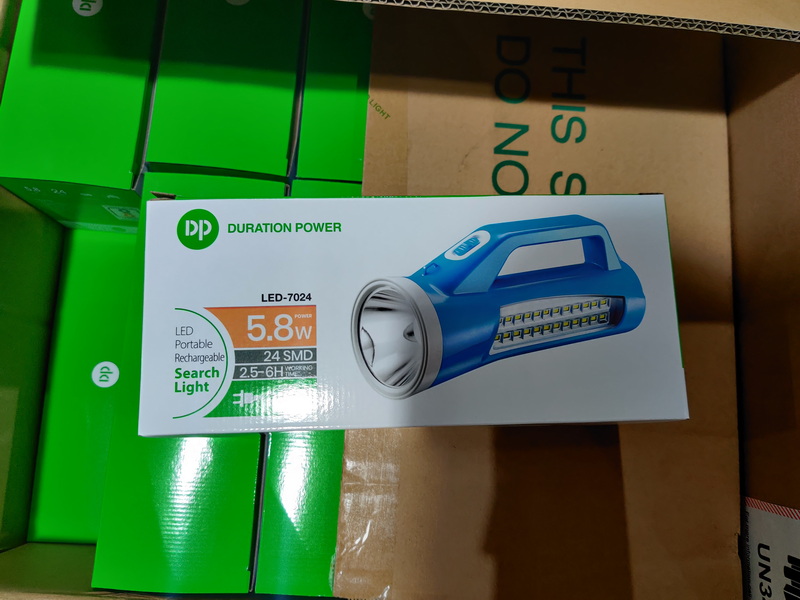 THIS S
DO NO
LIGHT
DP DURATION POWER
LED-7024
5.8W POWER
24 SMD
2.5-6H WORKING TIME
LED
Portable
Rechargeable
Search
Light
dp
UN3